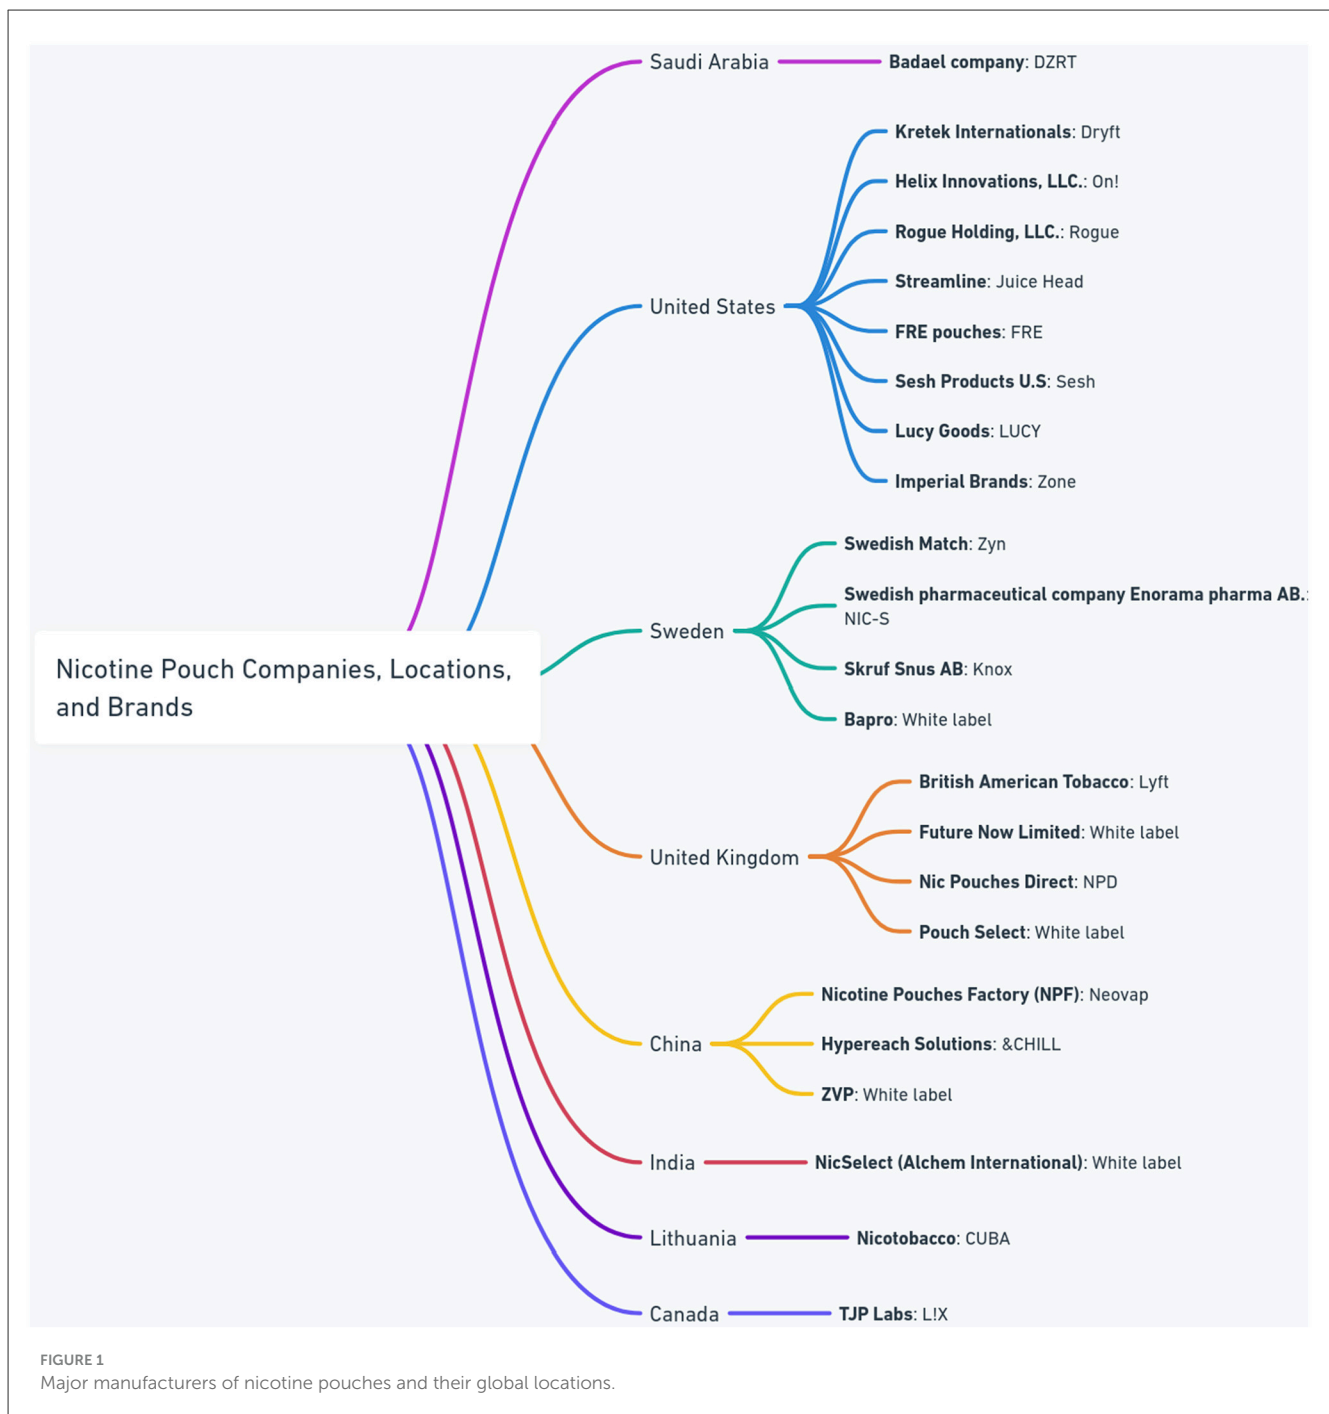 Saudi Arabia
Badael company: DZRT
United States
Kretek Internationals: Dryft
Helix Innovations, LLC.: On!
Rogue Holding, LLC.: Rogue
Streamline: Juice Head
FRE pouches: FRE
Sesh Products U.S: Sesh
Lucy Goods: LUCY
Imperial Brands: Zone
Nicotine Pouch Companies, Locations,
and Brands
Sweden
Swedish Match: Zyn
Swedish pharmaceutical company Enorama pharma AB.:
NIC-S
Skruf Snus AB: Knox
Bapro: White label
United Kingdom
British American Tobacco: Lyft
Future Now Limited: White label
Nic Pouches Direct: NPD
Pouch Select: White label
China
Nicotine Pouches Factory (NPF): Neovap
Hypereach Solutions: &CHILL
ZVP: White label
India
NicSelect (Alchem International): White label
Lithuania
Nicotobacco: CUBA
Canada
TJP Labs: L!X
FIGURE 1
Major manufacturers of nicotine pouches and their global locations.